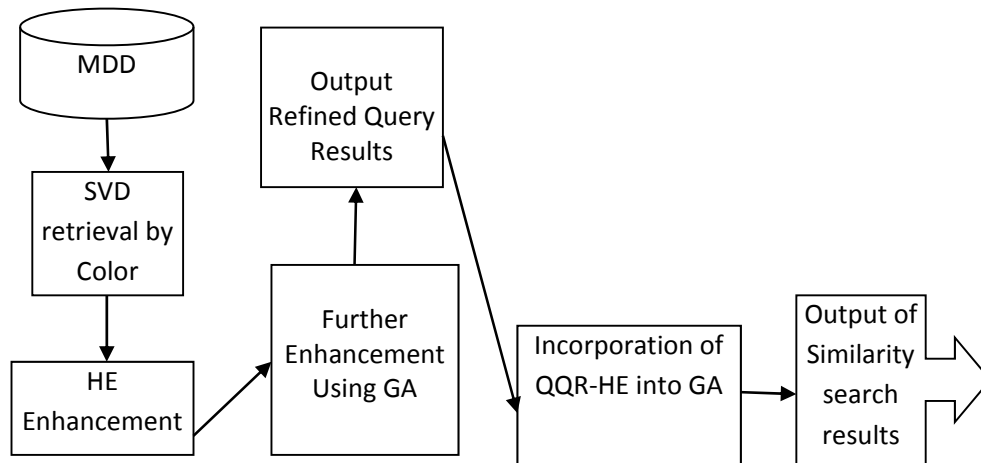 MDD
SVD
retrieval by
Color
HE
Enhancement
Further
Enhancement
Using GA
Output
Refined Query
Results
Incorporation of
QQR-HE into GA
Output of
Similarity
search
results